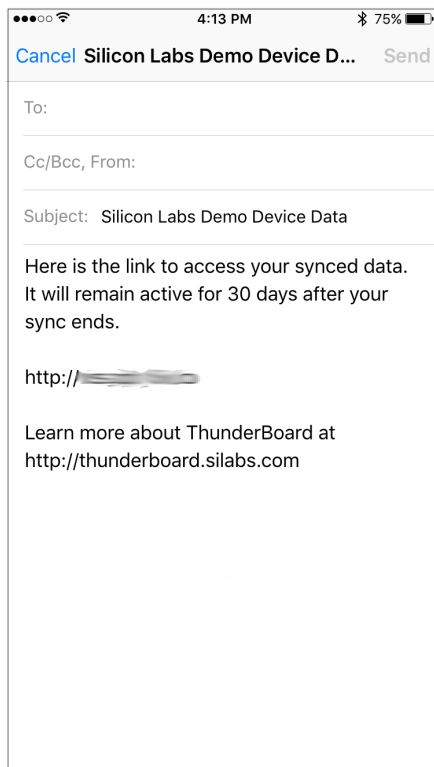 4:13 PM 75%
Cancel Silicon Labs Demo Device D... Send
To:
Cc/Bcc, From:
Subject: Silicon Labs Demo Device Data
Here is the link to access your synced data.
It will remain active for 30 days after your
sync ends.
http://
Learn more about ThunderBoard at
http://thunderboard.silabs.com